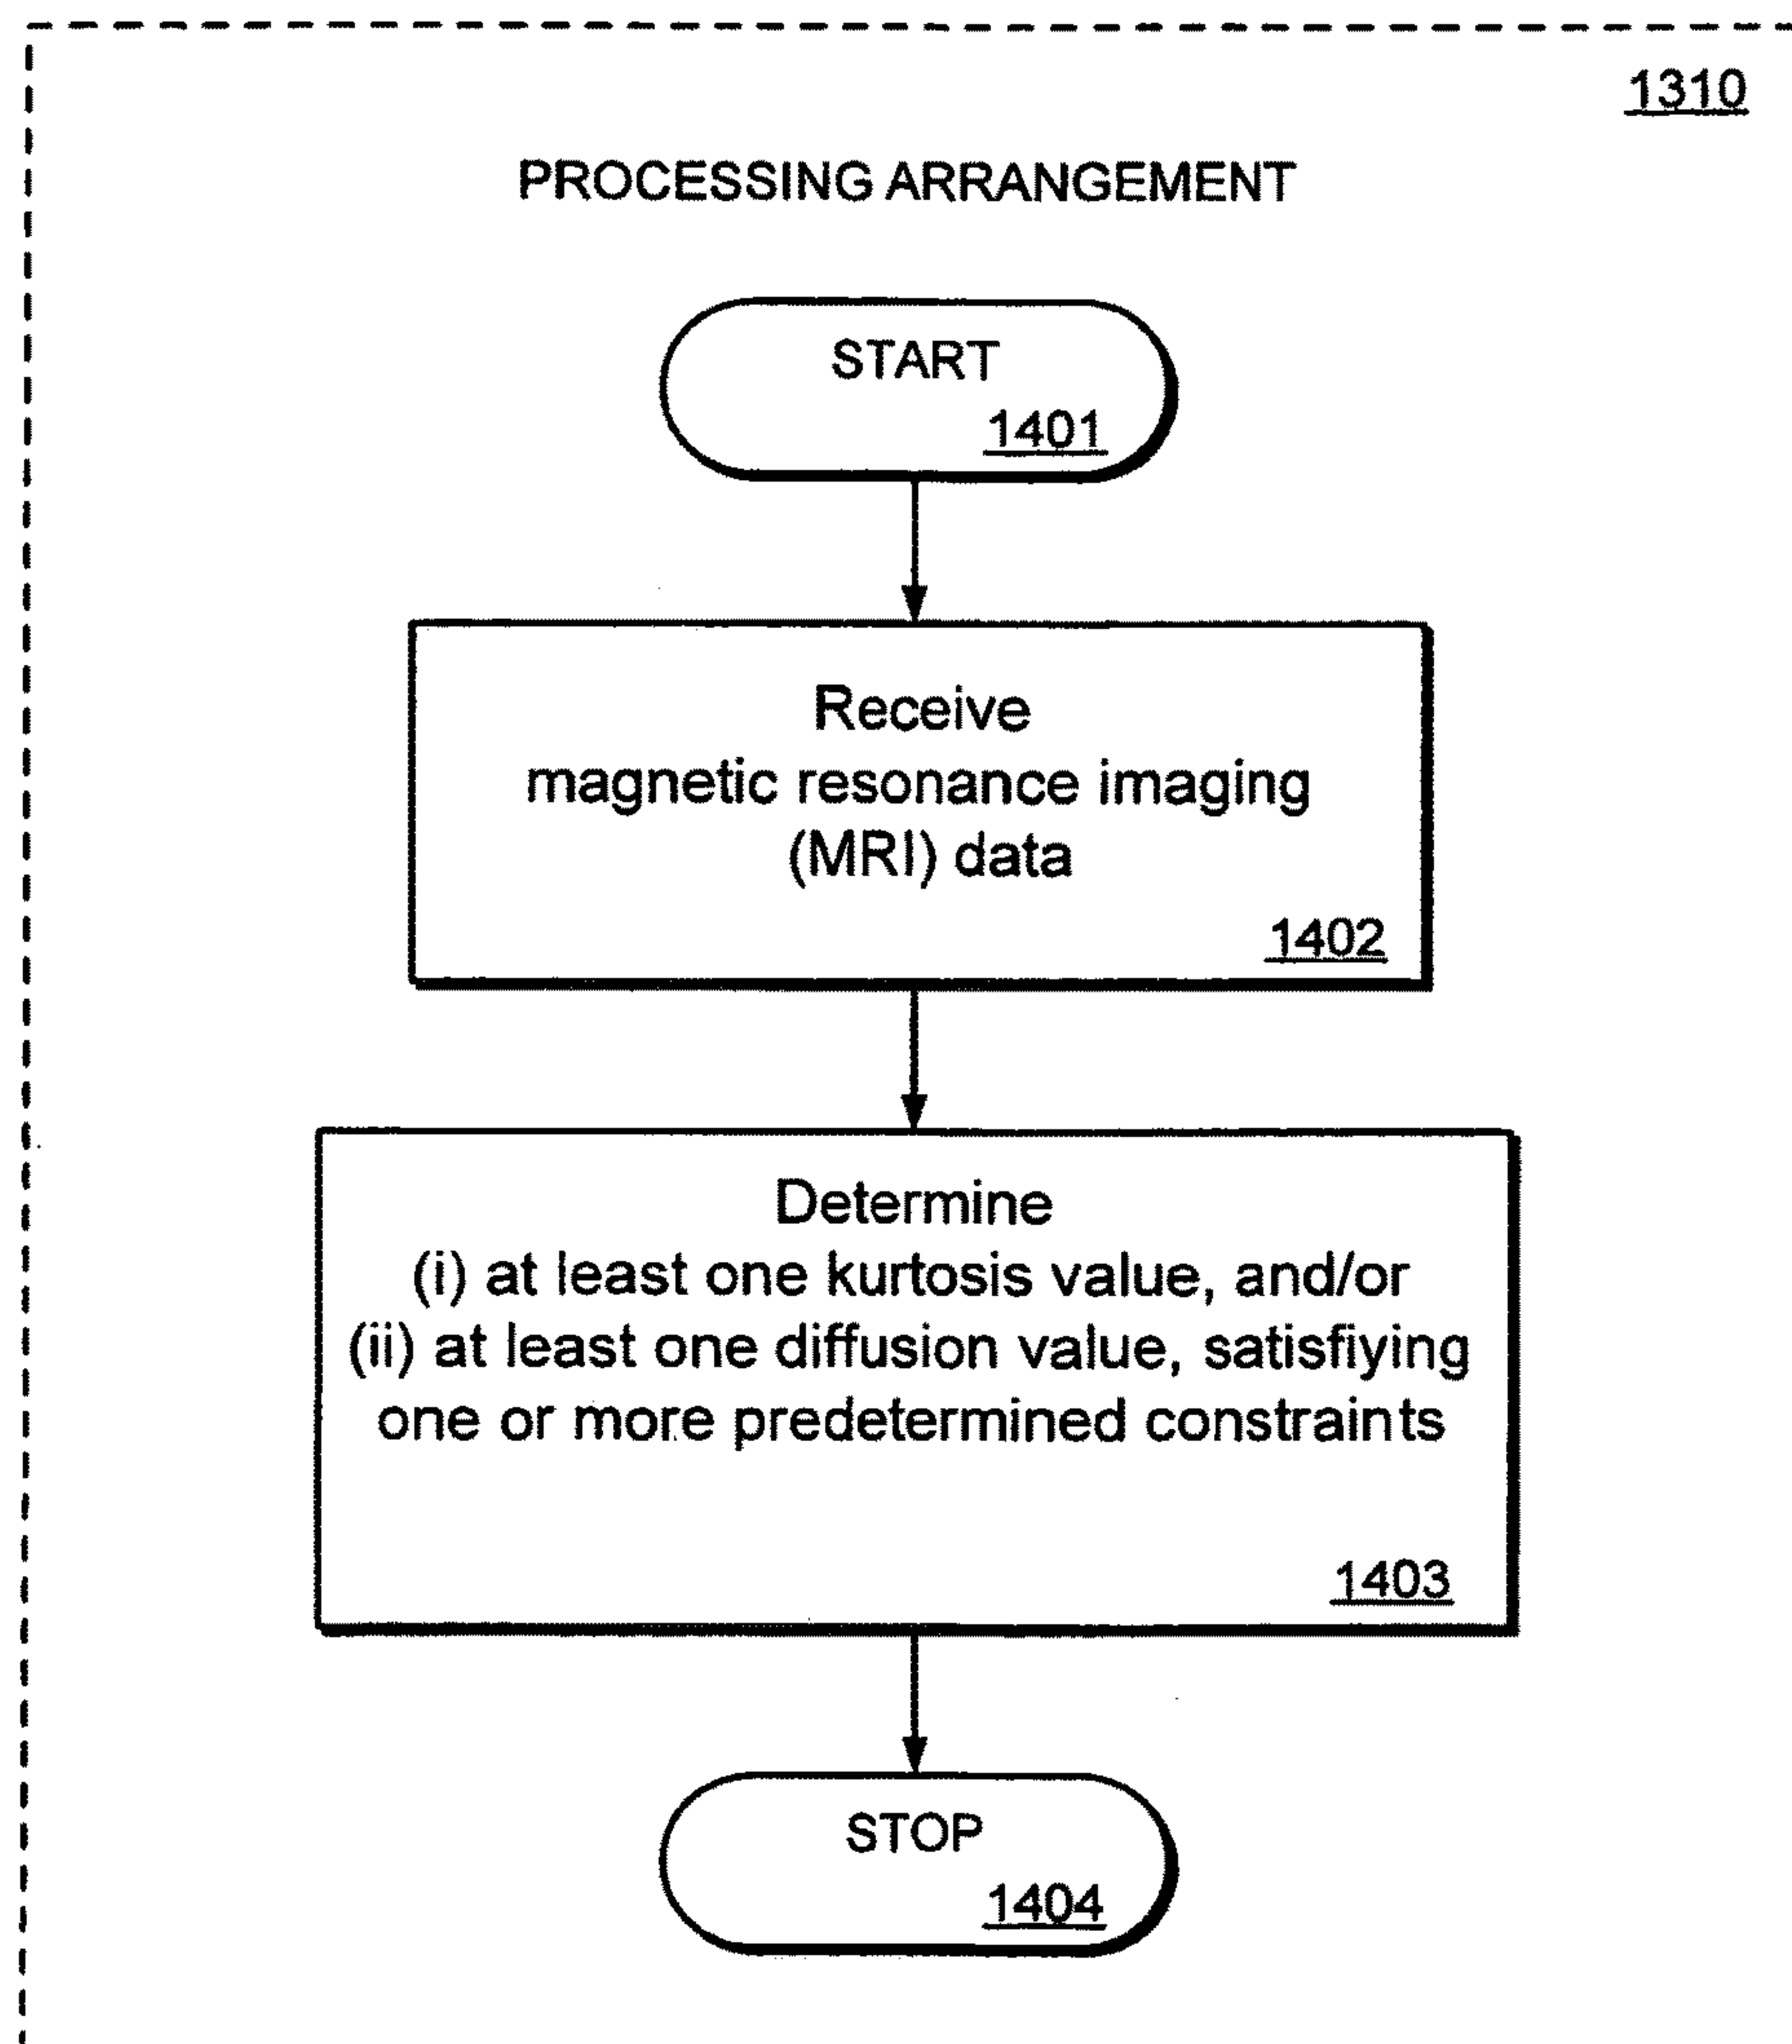 1310
PROCESSING ARRANGEMENT
START
1401
Receive
magnetic resonance imaging
(MRI) data
1402
Determine
(i) at least one kurtosis value, and/or
(ii) at least one diffusion value, satisfiying
one or more predetermined constraints
1403
STOP
1404